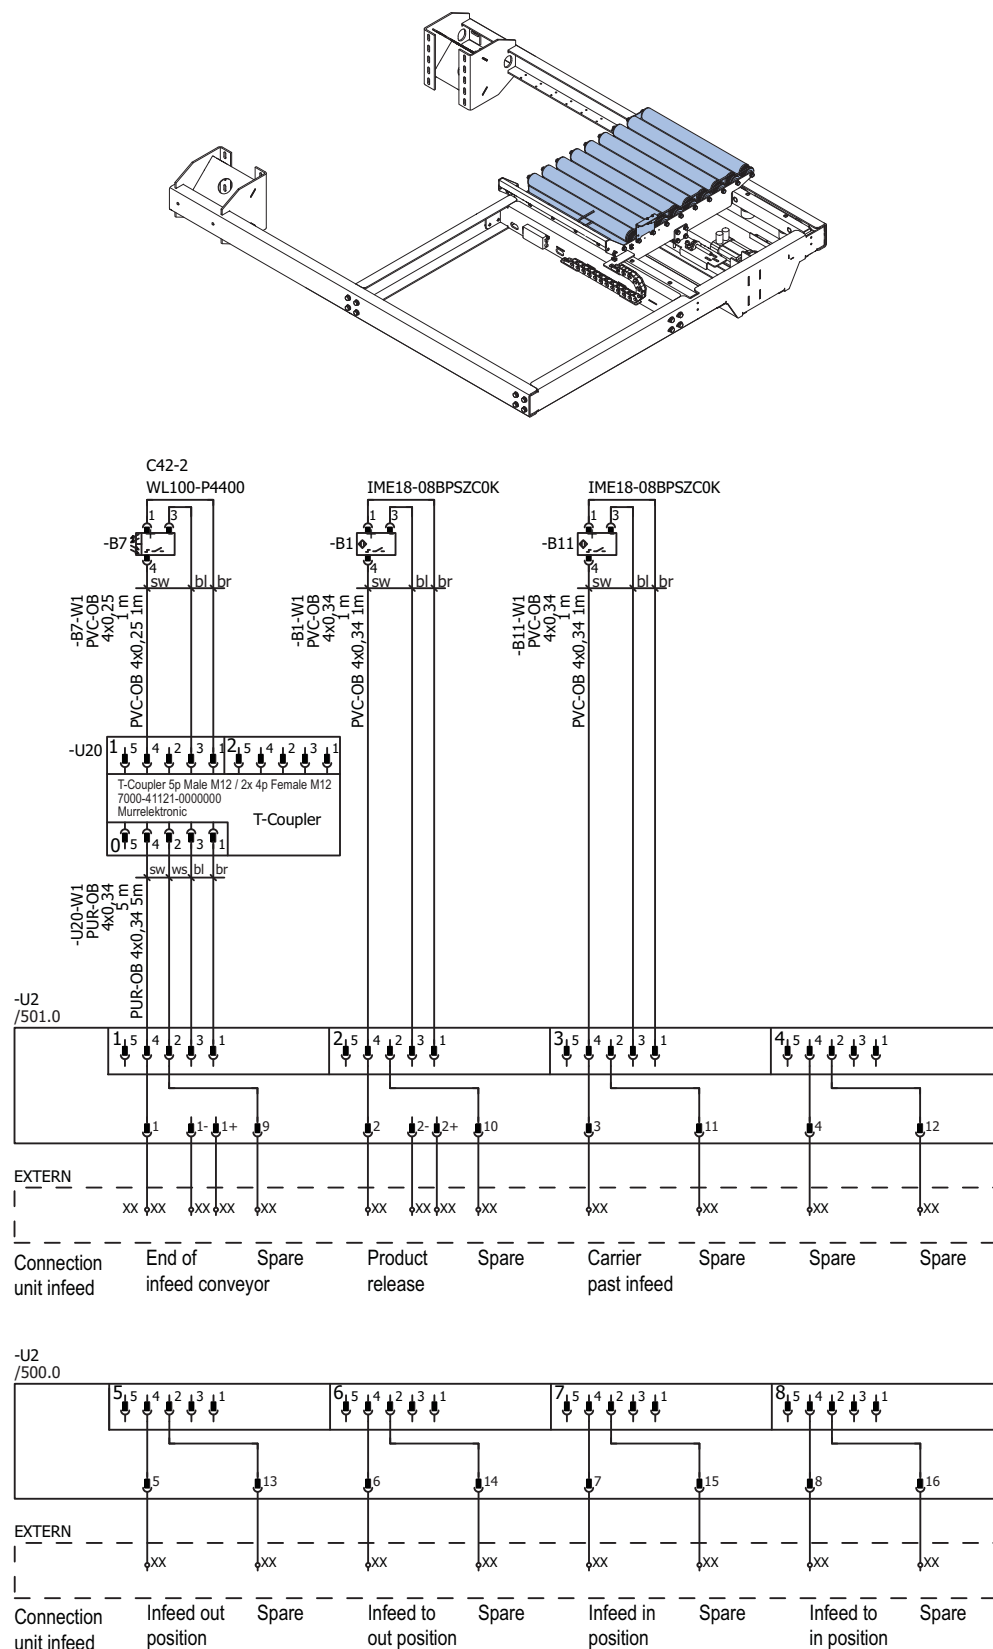 C42-2
WL100-P4400
IME18-08BPSZC0K
IME18-08BPSZC0K
1 3
1 3
1 3
-B7
-B1
-B11
4
4
4
sw bl br
sw bl br
sw bl br
-B7-W1
PVC-OB
4x0,25
1 m
PVC-OB 4x0,25 1m
-B1-W1
PVC-OB
4x0,34
1 m
PVC-OB 4x0,34 1m
-B11-W1
PVC-OB
4x0,34
1 m
PVC-OB 4x0,34 1m
-U20
1 5 4 2 3 1
2 5 4 2 3 1
T-Coupler 5p Male M12 / 2x 4p Female M12
7000-41121-0000000
Murrelektronic
T-Coupler
0 5 4 2 3 1
sw ws bl br
-U20-W1
PUR-OB
4x0,34
5 m
PUR-OB 4x0,34 5m
-U2
/501.0
1 5 4 2 3 1
2 5 4 2 3 1
3 5 4 2 3 1
4 5 4 2 3 1
1 1- 1+ 9 2 2- 2+ 10 3 11 4 12
EXTERN
xx xx xx xx xx xx xx xx xx xx xx xx
Connection
unit infeed
End of
infeed conveyor
Spare
Product
release
Spare
Carrier
past infeed
Spare
Spare
Spare
-U2
/500.0
5 5 4 2 3 1
6 5 4 2 3 1
7 5 4 2 3 1
8 5 4 2 3 1
5 13 6 14 7 15 8 16
EXTERN
xx xx xx xx xx xx xx xx
Connection
unit infeed
Infeed out
position
Spare
Infeed to
out position
Spare
Infeed in
position
Spare
Infeed to
in position
Spare